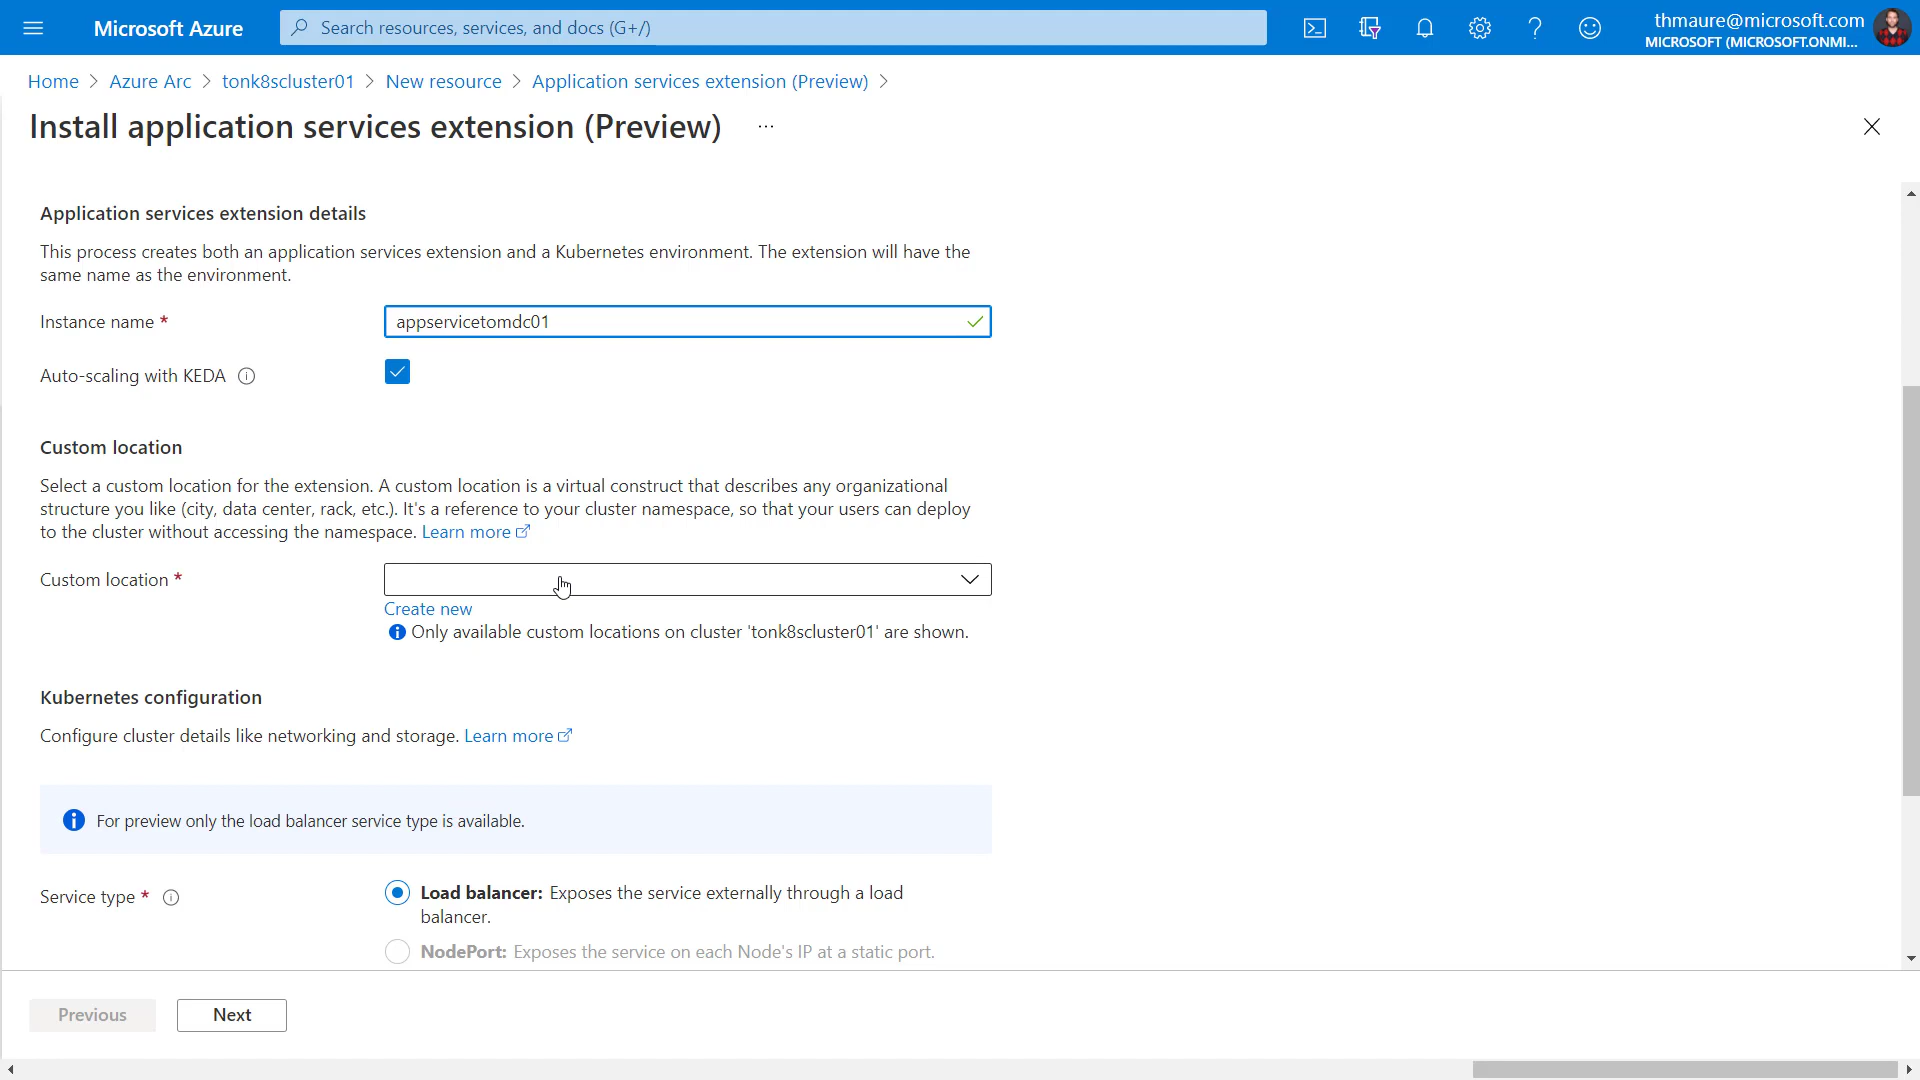 Microsoft Azure
Search resources, services, and docs (G+/)
thmaure@microsoft.com
MICROSOFT (MICROSOFT.ONMI...
Home > Azure Arc > tonk8scluster01 > New resource > Application services extension (Preview) >
Install application services extension (Preview) ...
Application services extension details
This process creates both an application services extension and a Kubernetes environment. The extension will have the
same name as the environment.
Instance name *
appservicetomdc01
Auto-scaling with KEDA
Custom location
Select a custom location for the extension. A custom location is a virtual construct that describes any organizational
structure you like (city, data center, rack, etc.). It's a reference to your cluster namespace, so that your users can deploy
to the cluster without accessing the namespace. Learn more
Custom location *
Create new
Only available custom locations on cluster 'tonk8scluster01' are shown.
Kubernetes configuration
Configure cluster details like networking and storage. Learn more
For preview only the load balancer service type is available.
Service type *
Load balancer: Exposes the service externally through a load
balancer.
NodePort: Exposes the service on each Node's IP at a static port.
Previous
Next